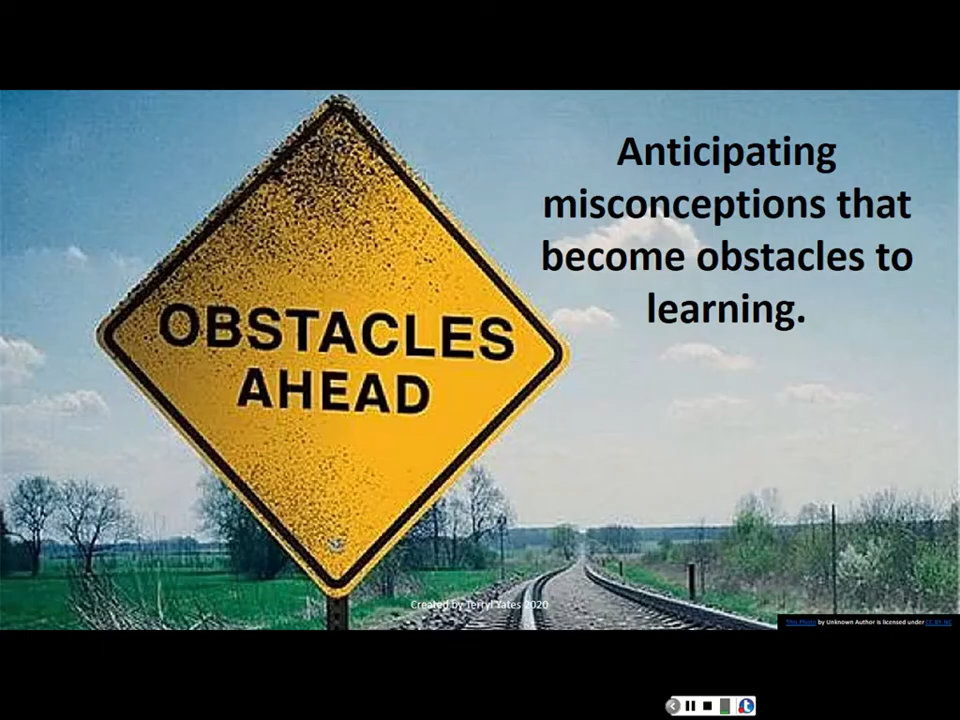 Anticipating
misconceptions that
become obstacles to
learning.
OBSTACLES
AHEAD
Created by Terryl Yates 2020
This Photo by Unknown Author is licensed under CC BY-NC